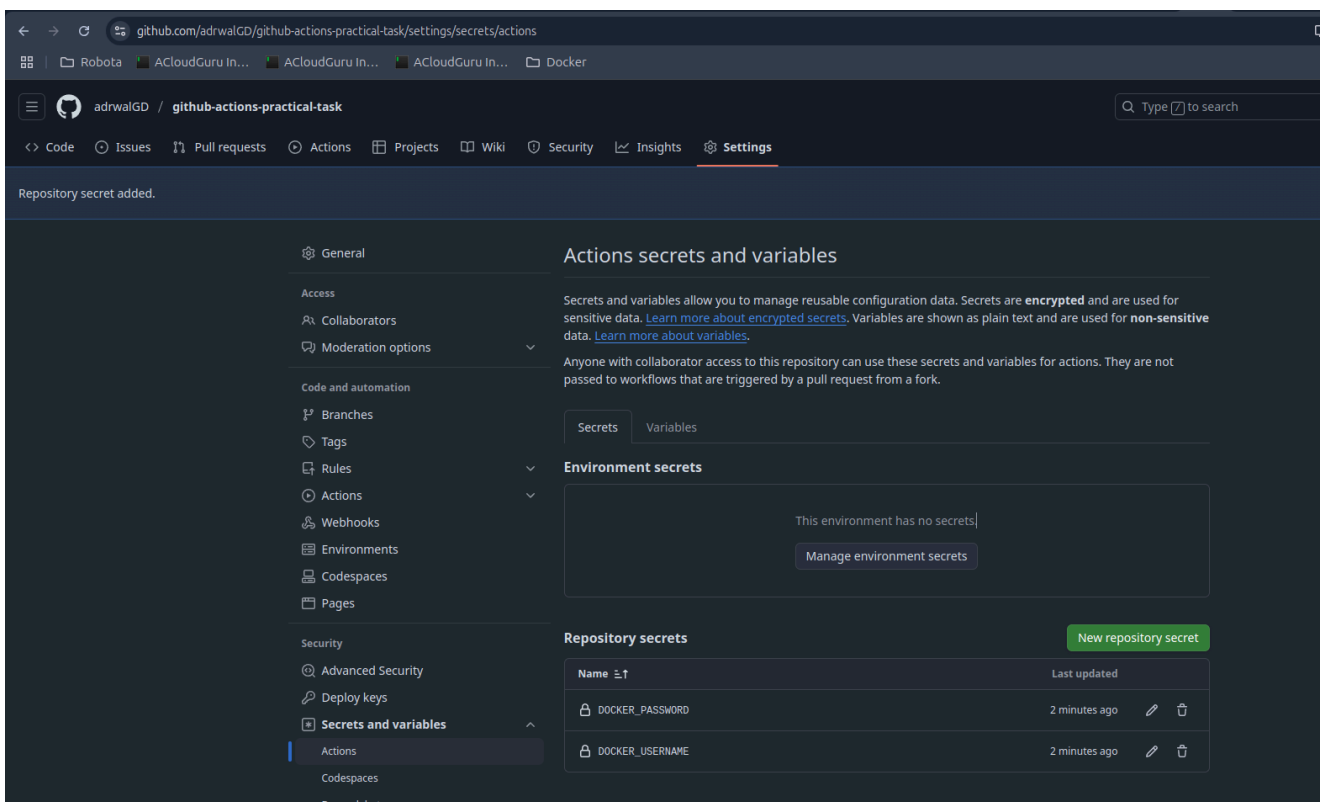 github.com/adrwalGD/github-actions-practical-task/settings/secrets/actions
Robota ACloudGuru In... ACloudGuru In... ACloudGuru In... Docker
adrwalGD / github-actions-practical-task
Type / to search
Code Issues Pull requests Actions Projects Wiki Security Insights Settings
Repository secret added.
General
Access
Collaborators
Moderation options
Code and automation
Branches
Tags
Rules
Actions
Webhooks
Environments
Codespaces
Pages
Security
Advanced Security
Deploy keys
Secrets and variables
Actions
Codespaces
Actions secrets and variables
Secrets and variables allow you to manage reusable configuration data. Secrets are encrypted and are used for
sensitive data. Learn more about encrypted secrets. Variables are shown as plain text and are used for non-sensitive
data. Learn more about variables.
Anyone with collaborator access to this repository can use these secrets and variables for actions. They are not
passed to workflows that are triggered by a pull request from a fork.
Secrets Variables
Environment secrets
This environment has no secrets.
Manage environment secrets
Repository secrets
New repository secret
Name Last updated
DOCKER_PASSWORD 2 minutes ago
DOCKER_USERNAME 2 minutes ago